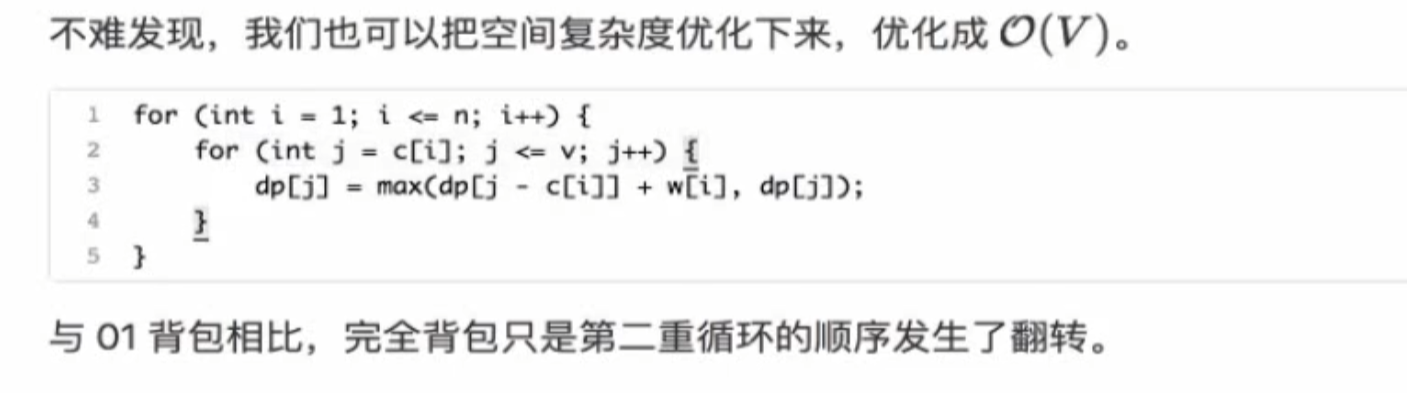 不难发现，我们也可以把空间复杂度优化下来，优化成 O(V)。
1 for (int i = 1; i <= n; i++) {
2     for (int j = c[i]; j <= v; j++) {
3         dp[j] = max(dp[j - c[i]] + w[i], dp[j]);
4     }
5 }
与 01 背包相比，完全背包只是第二重循环的顺序发生了翻转。